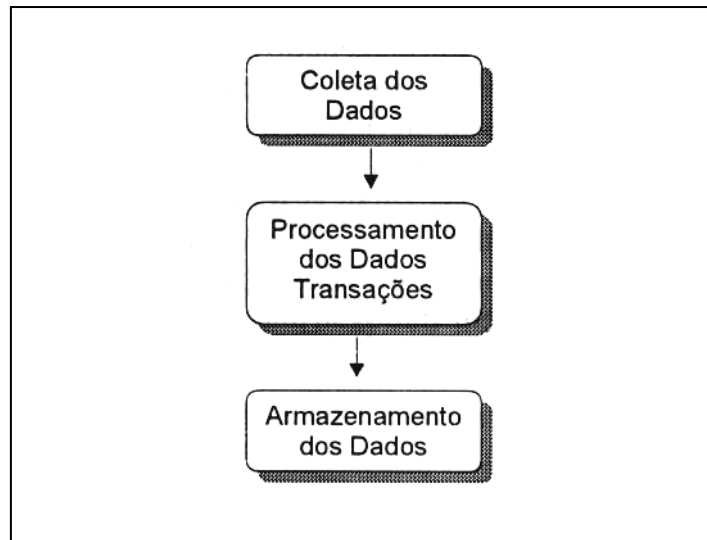 Coleta dos
Dados
Processamento
dos Dados
Transações
Armazenamento
dos Dados